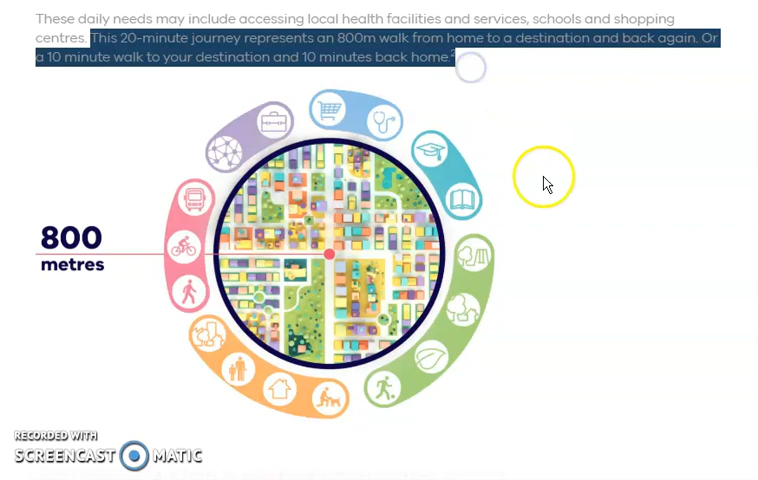 These daily needs may include accessing local health facilities and services, schools and shopping
centres. This 20-minute journey represents an 800m walk from home to a destination and back again. Or
a 10 minute walk to your destination and 10 minutes back home.²
800
metres
RECORDED WITH
SCREENCAST MATIC